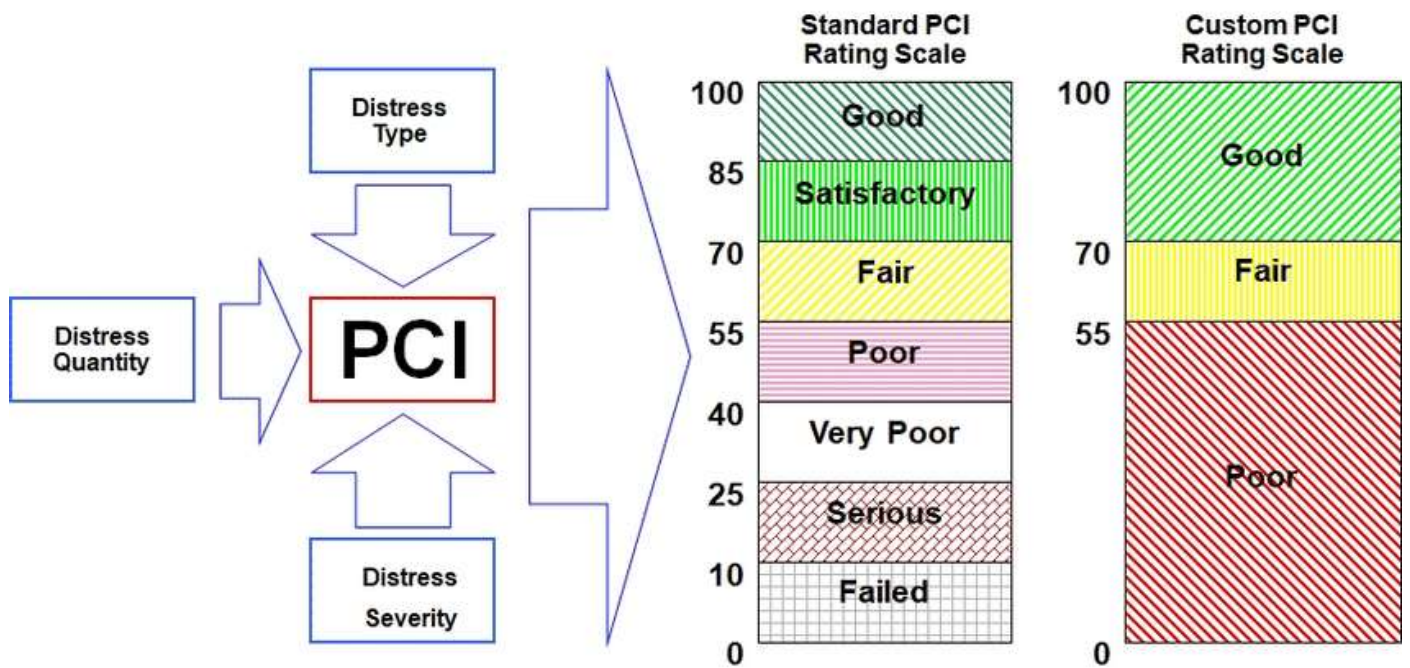 Distress
Type
Distress
Quantity
PCI
Distress
Severity
Standard PCI
Rating Scale
100
Good
85
Satisfactory
70
Fair
55
Poor
40
Very Poor
25
Serious
10
Failed
0
Custom PCI
Rating Scale
100
Good
70
Fair
55
Poor
0